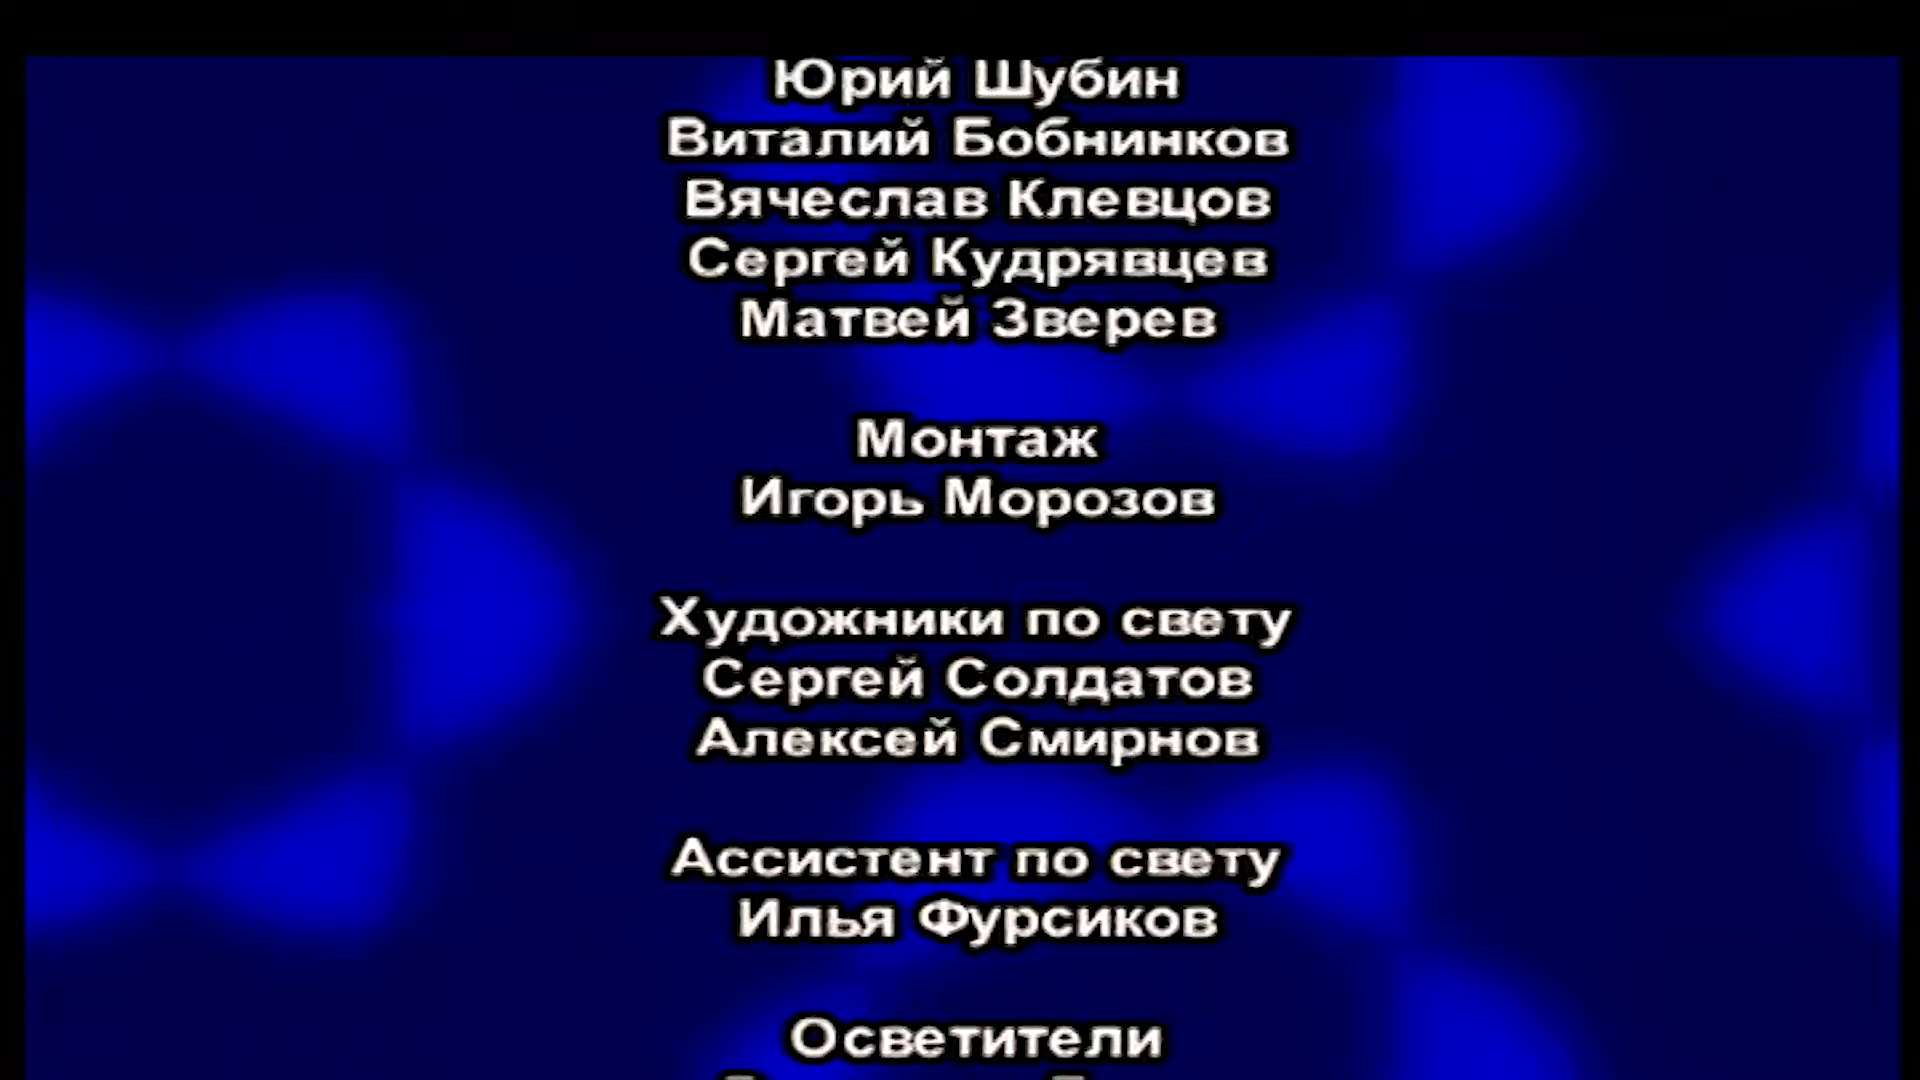 Юрий Шубин
Виталий Бобнинков
Вячеслав Клевцов
Сергей Кудрявцев
Матвей Зверев
Монтаж
Игорь Морозов
Художники по свету
Сергей Солдатов
Алексей Смирнов
Ассистент по свету
Илья Фурсиков
Осветители